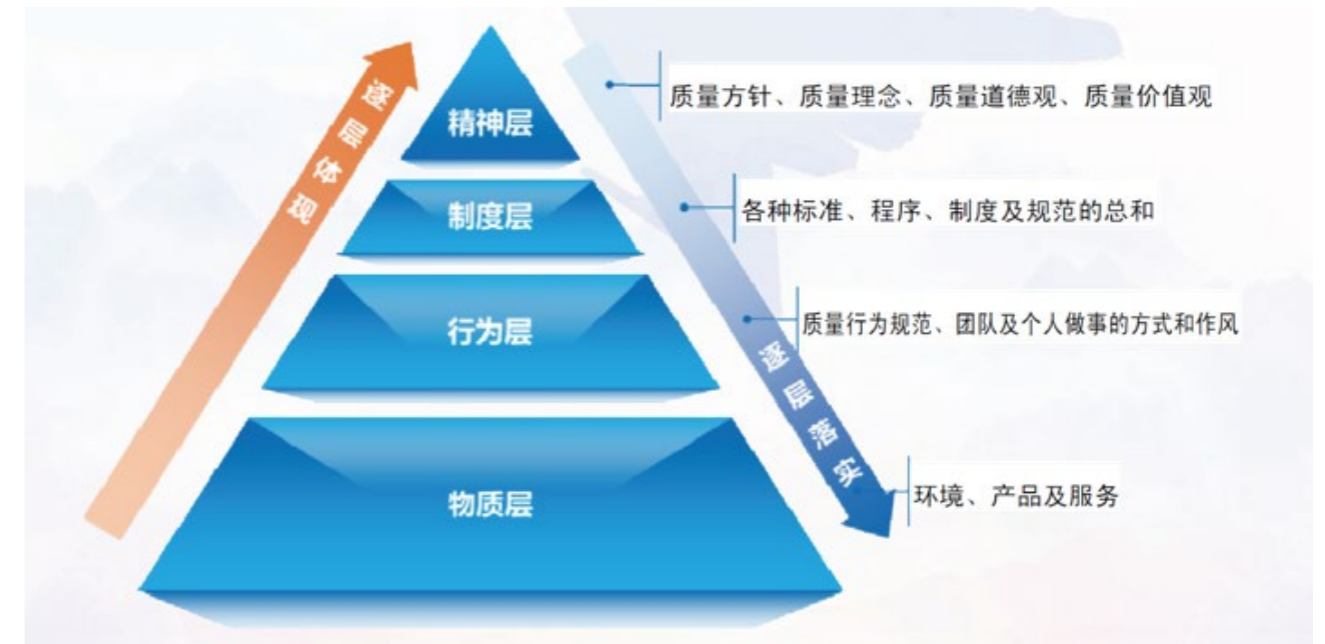 逐层体现
精神层
质量方针、质量理念、质量道德观、质量价值观
制度层
各种标准、程序、制度及规范的总和
行为层
质量行为规范、团队及个人做事的方式和作风
逐层落实
物质层
环境、产品及服务